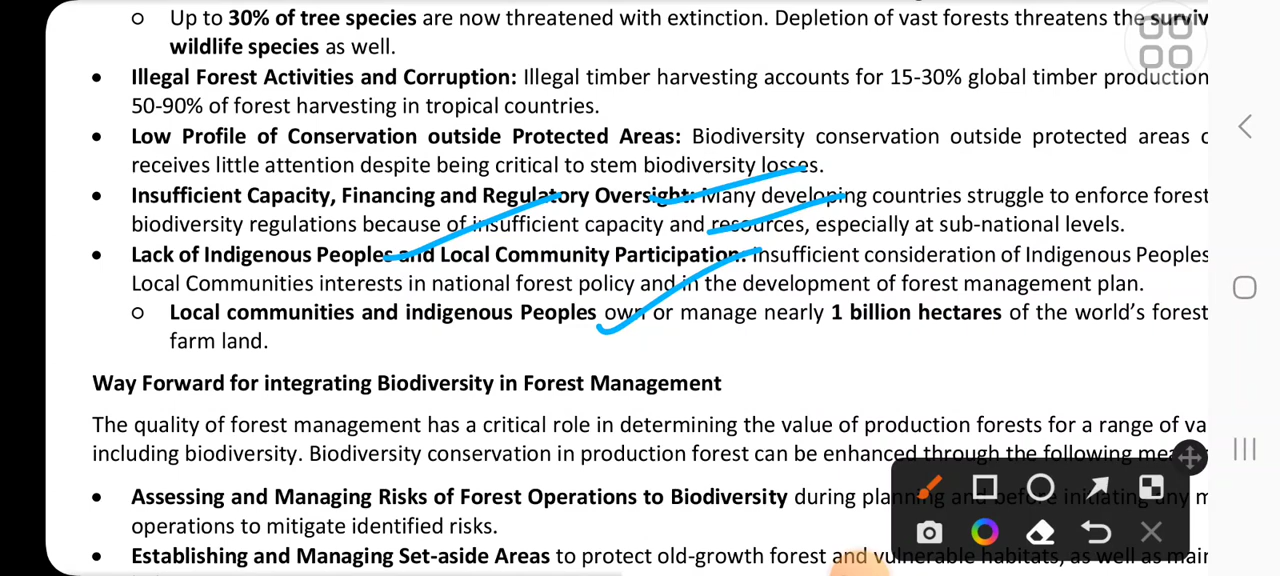 ○ Up to 30% of tree species are now threatened with extinction. Depletion of vast forests threatens the surviv
wildlife species as well.
• Illegal Forest Activities and Corruption: Illegal timber harvesting accounts for 15-30% global timber production
50-90% of forest harvesting in tropical countries.
• Low Profile of Conservation outside Protected Areas: Biodiversity conservation outside protected areas
receives little attention despite being critical to stem biodiversity losses.
• Insufficient Capacity, Financing and Regulatory Oversight: Many developing countries struggle to enforce forest
biodiversity regulations because of insufficient capacity and resources, especially at sub-national levels.
• Lack of Indigenous Peoples and Local Community Participation: Insufficient consideration of Indigenous Peoples
Local Communities interests in national forest policy and in the development of forest management plan.
○ Local communities and indigenous Peoples own or manage nearly 1 billion hectares of the world's forest
farm land.
Way Forward for integrating Biodiversity in Forest Management
The quality of forest management has a critical role in determining the value of production forests for a range of va
including biodiversity. Biodiversity conservation in production forest can be enhanced through the following mea
• Assessing and Managing Risks of Forest Operations to Biodiversity during planning and before initiating any m
operations to mitigate identified risks.
• Establishing and Managing Set-aside Areas to protect old-growth forest and vulnerable habitats, as well as mair